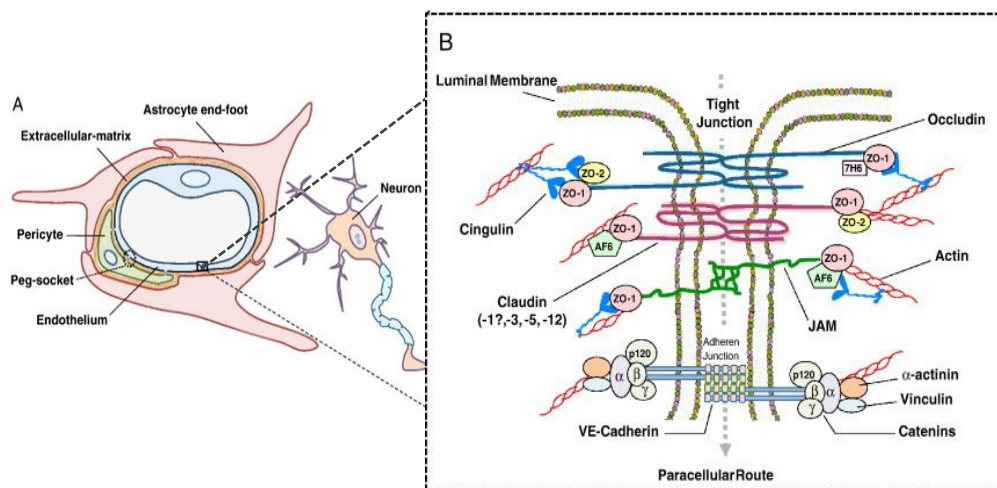 A
Astrocyte end-foot
Extracellular-matrix
Neuron
Pericyte
Peg-socket
Endothelium
B
Luminal Membrane
Tight
Junction
Occludin
ZO-2
ZO-1
ZO-1
7H6
Cingulin
ZO-1
AF6
ZO-1
ZO-2
Claudin
(-1?,-3,-5,-12)
ZO-1
ZO-1
AF6
Actin
JAM
Adheren
Junction
p120
α
β
γ
p120
β
α
γ
α-actinin
Vinculin
VE-Cadherin
Catenins
Paracellular Route